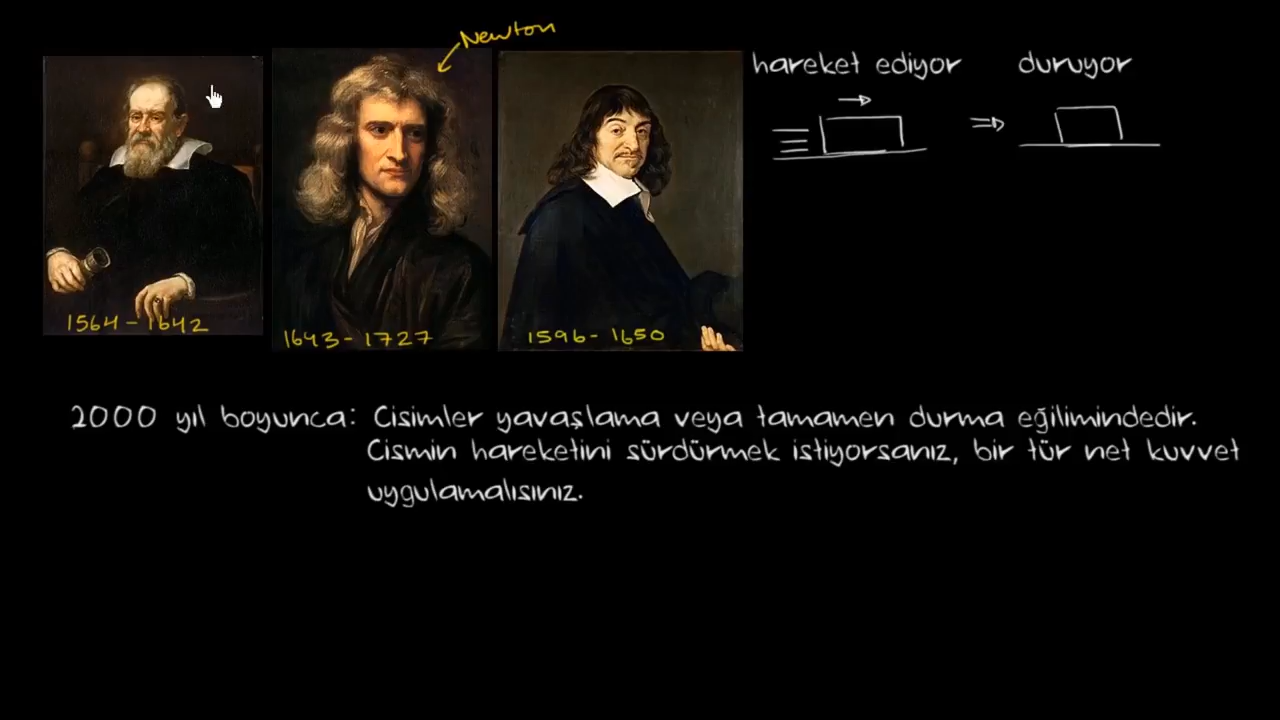 Newton
hareket ediyor
duruyor
1564 - 1642
1643 - 1727
1596 - 1650
2000 yıl boyunca: Cisimler yavaşlama veya tamamen durma eğilimindedir.
Cismin hareketini sürdürmek istiyorsanız, bir tür net kuvvet
uygulamalısınız.